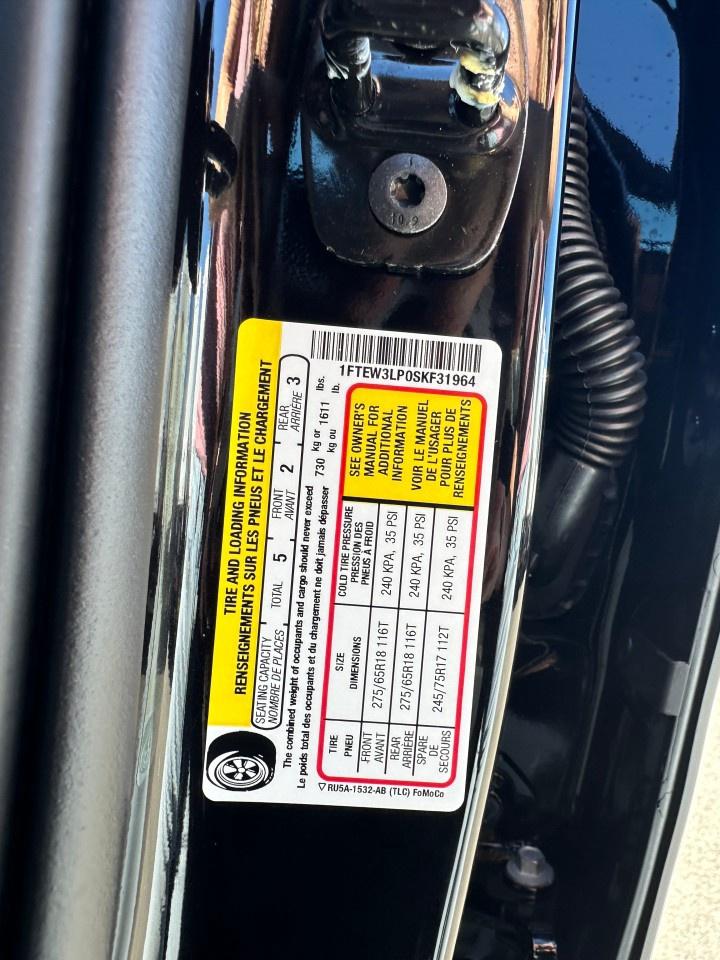 10.9
1FTEW3LP0SKF31964
TIRE AND LOADING INFORMATION
RENSEIGNEMENTS SUR LES PNEUS ET LE CHARGEMENT
SEATING CAPACITY
NOMBRE DE PLACES
TOTAL 5
FRONT
AVANT
2
REAR
ARRIÈRE
3
The combined weight of occupants and cargo should never exceed 730 kg or 1611 lbs.
Le poids total des occupants et du chargement ne doit jamais dépasser kg ou lb.
TIRE
PNEU
SIZE
DIMENSIONS
COLD TIRE PRESSURE
PRESSION DES
PNEUS À FROID
FRONT
AVANT
275/65R18 116T
240 KPA, 35 PSI
REAR
ARRIÈRE
275/65R18 116T
240 KPA, 35 PSI
SPARE
DE
SECOURS
245/75R17 112T
240 KPA, 35 PSI
SEE OWNER'S
MANUAL FOR
ADDITIONAL
INFORMATION
VOIR LE MANUEL
DE L'USAGER
POUR PLUS DE
RENSEIGNEMENTS
RU5A-1532-AB (TLC) FoMoCo